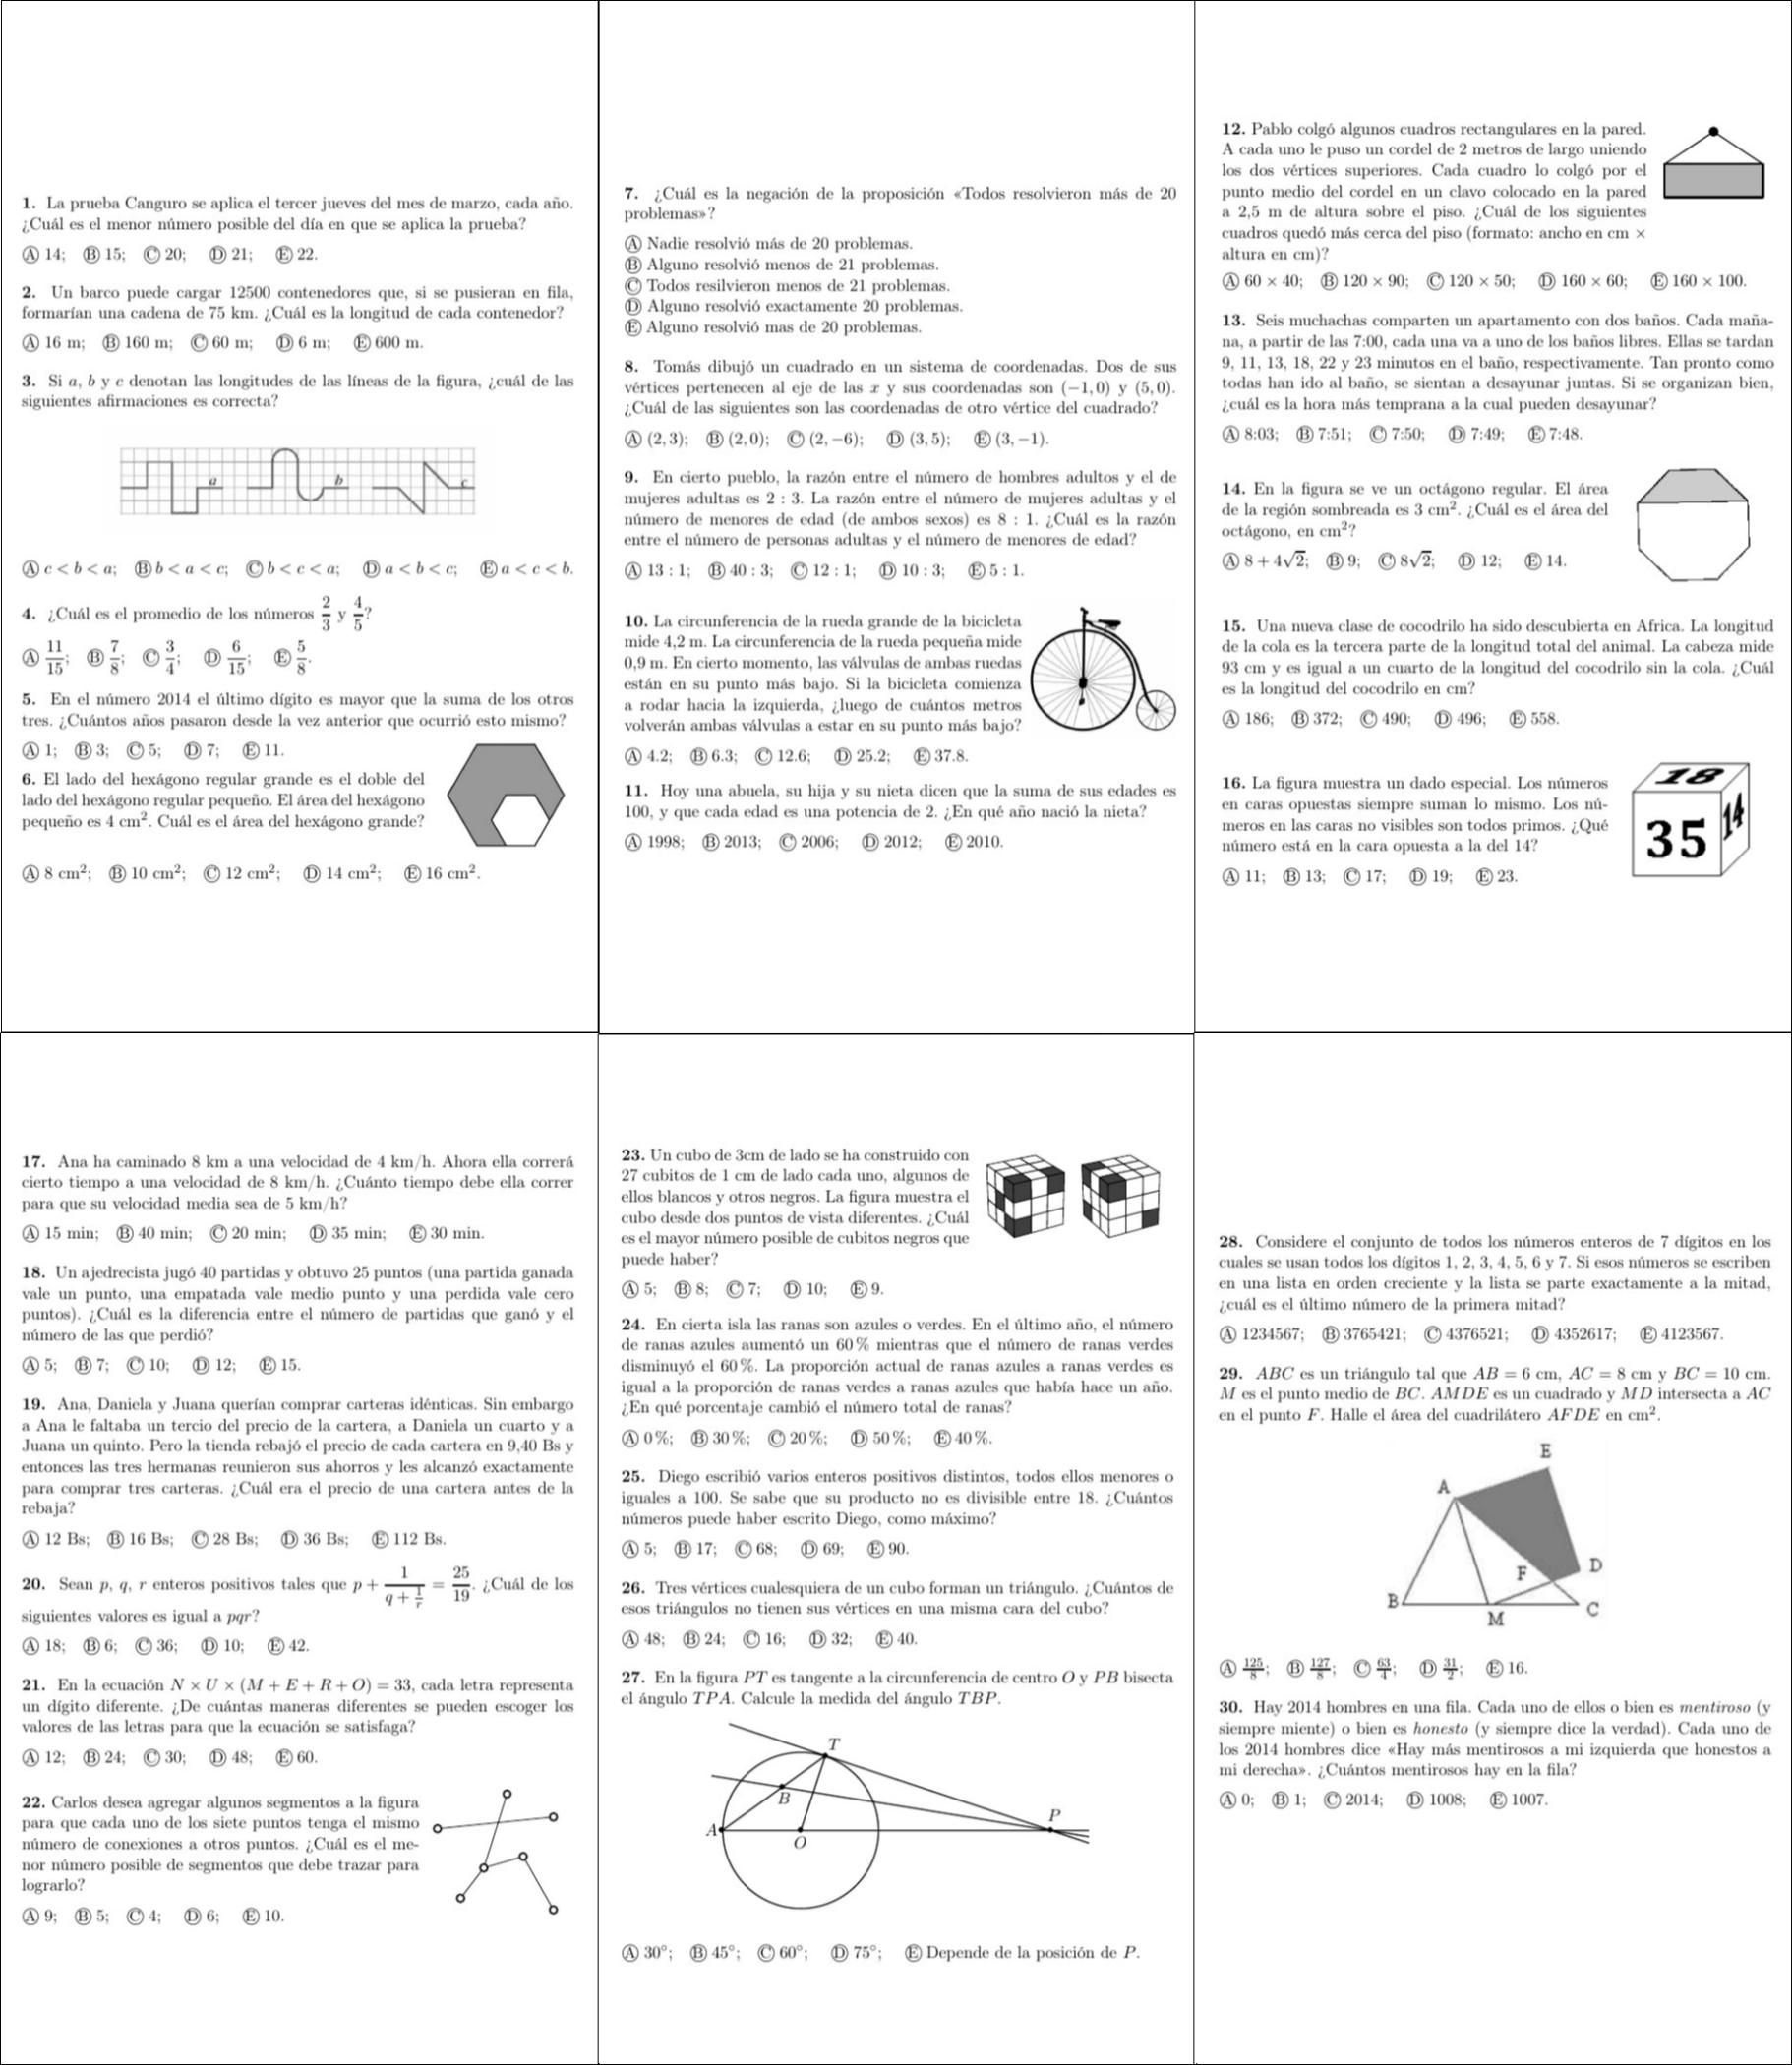 1. La prueba Canguro se aplica el tercer jueves del mes de marzo, cada año.
¿Cuál es el menor número posible del día en que se aplica la prueba?
Ⓐ 14; Ⓑ 15; Ⓒ 20; Ⓓ 21; Ⓔ 22.
2. Un barco puede cargar 12500 contenedores que, si se pusieran en fila,
formarían una cadena de 75 km. ¿Cuál es la longitud de cada contenedor?
Ⓐ 16 m; Ⓑ 160 m; Ⓒ 60 m; Ⓓ 6 m; Ⓔ 600 m.
3. Si a, b y c denotan las longitudes de las líneas de la figura, ¿cuál de las
siguientes afirmaciones es correcta?
a b c
Ⓐ c < b < a; Ⓑ b < a < c; Ⓒ b < c < a; Ⓓ a < b < c; Ⓔ a < c < b.
4. ¿Cuál es el promedio de los números 2/3 y 4/5?
Ⓐ 11/15; Ⓑ 7/8; Ⓒ 3/4; Ⓓ 6/15; Ⓔ 5/8.
5. En el número 2014 el último dígito es mayor que la suma de los otros
tres. ¿Cuántos años pasaron desde la vez anterior que ocurrió esto mismo?
Ⓐ 1; Ⓑ 3; Ⓒ 5; Ⓓ 7; Ⓔ 11.
6. El lado del hexágono regular grande es el doble del
lado del hexágono regular pequeño. El área del hexágono
pequeño es 4 cm². Cuál es el área del hexágono grande?
Ⓐ 8 cm²; Ⓑ 10 cm²; Ⓒ 12 cm²; Ⓓ 14 cm²; Ⓔ 16 cm².
7. ¿Cuál es la negación de la proposición «Todos resolvieron más de 20
problemas»?
Ⓐ Nadie resolvió más de 20 problemas.
Ⓑ Alguno resolvió menos de 21 problemas.
Ⓒ Todos resilvieron menos de 21 problemas.
Ⓓ Alguno resolvió exactamente 20 problemas.
Ⓔ Alguno resolvió mas de 20 problemas.
8. Tomás dibujó un cuadrado en un sistema de coordenadas. Dos de sus
vértices pertenecen al eje de las x y sus coordenadas son (−1, 0) y (5, 0).
¿Cuál de las siguientes son las coordenadas de otro vértice del cuadrado?
Ⓐ (2, 3); Ⓑ (2, 0); Ⓒ (2, −6); Ⓓ (3, 5); Ⓔ (3, −1).
9. En cierto pueblo, la razón entre el número de hombres adultos y el de
mujeres adultas es 2 : 3. La razón entre el número de mujeres adultas y el
número de menores de edad (de ambos sexos) es 8 : 1. ¿Cuál es la razón
entre el número de personas adultas y el número de menores de edad?
Ⓐ 13 : 1; Ⓑ 40 : 3; Ⓒ 12 : 1; Ⓓ 10 : 3; Ⓔ 5 : 1.
10. La circunferencia de la rueda grande de la bicicleta
mide 4,2 m. La circunferencia de la rueda pequeña mide
0,9 m. En cierto momento, las válvulas de ambas ruedas
están en su punto más bajo. Si la bicicleta comienza
a rodar hacia la izquierda, ¿luego de cuántos metros
volverán ambas válvulas a estar en su punto más bajo?
Ⓐ 4.2; Ⓑ 6.3; Ⓒ 12.6; Ⓓ 25.2; Ⓔ 37.8.
11. Hoy una abuela, su hija y su nieta dicen que la suma de sus edades es
100, y que cada edad es una potencia de 2. ¿En qué año nació la nieta?
Ⓐ 1998; Ⓑ 2013; Ⓒ 2006; Ⓓ 2012; Ⓔ 2010.
12. Pablo colgó algunos cuadros rectangulares en la pared.
A cada uno le puso un cordel de 2 metros de largo uniendo
los dos vértices superiores. Cada cuadro lo colgó por el
punto medio del cordel en un clavo colocado en la pared
a 2,5 m de altura sobre el piso. ¿Cuál de los siguientes
cuadros quedó más cerca del piso (formato: ancho en cm ×
altura en cm)?
Ⓐ 60 × 40; Ⓑ 120 × 90; Ⓒ 120 × 50; Ⓓ 160 × 60; Ⓔ 160 × 100.
13. Seis muchachas comparten un apartamento con dos baños. Cada maña-
na, a partir de las 7:00, cada una va a uno de los baños libres. Ellas se tardan
9, 11, 13, 18, 22 y 23 minutos en el baño, respectivamente. Tan pronto como
todas han ido al baño, se sientan a desayunar juntas. Si se organizan bien,
¿cuál es la hora más temprana a la cual pueden desayunar?
Ⓐ 8:03; Ⓑ 7:51; Ⓒ 7:50; Ⓓ 7:49; Ⓔ 7:48.
14. En la figura se ve un octágono regular. El área
de la región sombreada es 3 cm². ¿Cuál es el área del
octágono, en cm²?
Ⓐ 8 + 4√2; Ⓑ 9; Ⓒ 8√2; Ⓓ 12; Ⓔ 14.
15. Una nueva clase de cocodrilo ha sido descubierta en Africa. La longitud
de la cola es la tercera parte de la longitud total del animal. La cabeza mide
93 cm y es igual a un cuarto de la longitud del cocodrilo sin la cola. ¿Cuál
es la longitud del cocodrilo en cm?
Ⓐ 186; Ⓑ 372; Ⓒ 490; Ⓓ 496; Ⓔ 558.
16. La figura muestra un dado especial. Los números
en caras opuestas siempre suman lo mismo. Los nú-
meros en las caras no visibles son todos primos. ¿Qué
número está en la cara opuesta a la del 14?
Ⓐ 11; Ⓑ 13; Ⓒ 17; Ⓓ 19; Ⓔ 23.
18
35
14
17. Ana ha caminado 8 km a una velocidad de 4 km/h. Ahora ella correrá
cierto tiempo a una velocidad de 8 km/h. ¿Cuánto tiempo debe ella correr
para que su velocidad media sea de 5 km/h?
Ⓐ 15 min; Ⓑ 40 min; Ⓒ 20 min; Ⓓ 35 min; Ⓔ 30 min.
18. Un ajedrecista jugó 40 partidas y obtuvo 25 puntos (una partida ganada
vale un punto, una empatada vale medio punto y una perdida vale cero
puntos). ¿Cuál es la diferencia entre el número de partidas que ganó y el
número de las que perdió?
Ⓐ 5; Ⓑ 7; Ⓒ 10; Ⓓ 12; Ⓔ 15.
19. Ana, Daniela y Juana querían comprar carteras idénticas. Sin embargo
a Ana le faltaba un tercio del precio de la cartera, a Daniela un cuarto y a
Juana un quinto. Pero la tienda rebajó el precio de cada cartera en 9,40 Bs y
entonces las tres hermanas reunieron sus ahorros y les alcanzó exactamente
para comprar tres carteras. ¿Cuál era el precio de una cartera antes de la
rebaja?
Ⓐ 12 Bs; Ⓑ 16 Bs; Ⓒ 28 Bs; Ⓓ 36 Bs; Ⓔ 112 Bs.
20. Sean p, q, r enteros positivos tales que p + 1/(q + 1/r) = 25/19. ¿Cuál de los
siguientes valores es igual a pqr?
Ⓐ 18; Ⓑ 6; Ⓒ 36; Ⓓ 10; Ⓔ 42.
21. En la ecuación N × U × (M + E + R + O) = 33, cada letra representa
un dígito diferente. ¿De cuántas maneras diferentes se pueden escoger los
valores de las letras para que la ecuación se satisfaga?
Ⓐ 12; Ⓑ 24; Ⓒ 30; Ⓓ 48; Ⓔ 60.
22. Carlos desea agregar algunos segmentos a la figura
para que cada uno de los siete puntos tenga el mismo
número de conexiones a otros puntos. ¿Cuál es el me-
nor número posible de segmentos que debe trazar para
lograrlo?
Ⓐ 9; Ⓑ 5; Ⓒ 4; Ⓓ 6; Ⓔ 10.
23. Un cubo de 3cm de lado se ha construido con
27 cubitos de 1 cm de lado cada uno, algunos de
ellos blancos y otros negros. La figura muestra el
cubo desde dos puntos de vista diferentes. ¿Cuál
es el mayor número posible de cubitos negros que
puede haber?
Ⓐ 5; Ⓑ 8; Ⓒ 7; Ⓓ 10; Ⓔ 9.
24. En cierta isla las ranas son azules o verdes. En el último año, el número
de ranas azules aumentó un 60% mientras que el número de ranas verdes
disminuyó el 60%. La proporción actual de ranas azules a ranas verdes es
igual a la proporción de ranas verdes a ranas azules que había hace un año.
¿En qué porcentaje cambió el número total de ranas?
Ⓐ 0%; Ⓑ 30%; Ⓒ 20%; Ⓓ 50%; Ⓔ 40%.
25. Diego escribió varios enteros positivos distintos, todos ellos menores o
iguales a 100. Se sabe que su producto no es divisible entre 18. ¿Cuántos
números puede haber escrito Diego, como máximo?
Ⓐ 5; Ⓑ 17; Ⓒ 68; Ⓓ 69; Ⓔ 90.
26. Tres vértices cualesquiera de un cubo forman un triángulo. ¿Cuántos de
esos triángulos no tienen sus vértices en una misma cara del cubo?
Ⓐ 48; Ⓑ 24; Ⓒ 16; Ⓓ 32; Ⓔ 40.
27. En la figura PT es tangente a la circunferencia de centro O y PB bisecta
el ángulo TPA. Calcule la medida del ángulo TBP.
T
B
P
A
O
Ⓐ 30°; Ⓑ 45°; Ⓒ 60°; Ⓓ 75°; Ⓔ Depende de la posición de P.
28. Considere el conjunto de todos los números enteros de 7 dígitos en los
cuales se usan todos los dígitos 1, 2, 3, 4, 5, 6 y 7. Si esos números se escriben
en una lista en orden creciente y la lista se parte exactamente a la mitad,
¿cuál es el último número de la primera mitad?
Ⓐ 1234567; Ⓑ 3765421; Ⓒ 4376521; Ⓓ 4352617; Ⓔ 4123567.
29. ABC es un triángulo tal que AB = 6 cm, AC = 8 cm y BC = 10 cm.
M es el punto medio de BC. AMDE es un cuadrado y MD intersecta a AC
en el punto F. Halle el área del cuadrilátero AFDE en cm².
E
A
D
F
B
C
M
Ⓐ 125/8; Ⓑ 127/8; Ⓒ 63/4; Ⓓ 31/2; Ⓔ 16.
30. Hay 2014 hombres en una fila. Cada uno de ellos o bien es mentiroso (y
siempre miente) o bien es honesto (y siempre dice la verdad). Cada uno de
los 2014 hombres dice «Hay más mentirosos a mi izquierda que honestos a
mi derecha». ¿Cuántos mentirosos hay en la fila?
Ⓐ 0; Ⓑ 1; Ⓒ 2014; Ⓓ 1008; Ⓔ 1007.